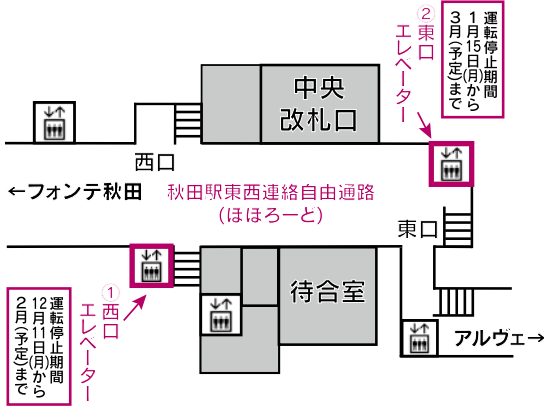 運転停止期間
1月15日(月)から
3月(予定)まで
②東口
エレベーター
中央
改札口
西口
←フォンテ秋田
秋田駅東西連絡自由通路
(ほぽろーと)
東口
待合室
①西口
エレベーター
運転停止期間
12月11日(月)から
2月(予定)まで
アルヴェ→